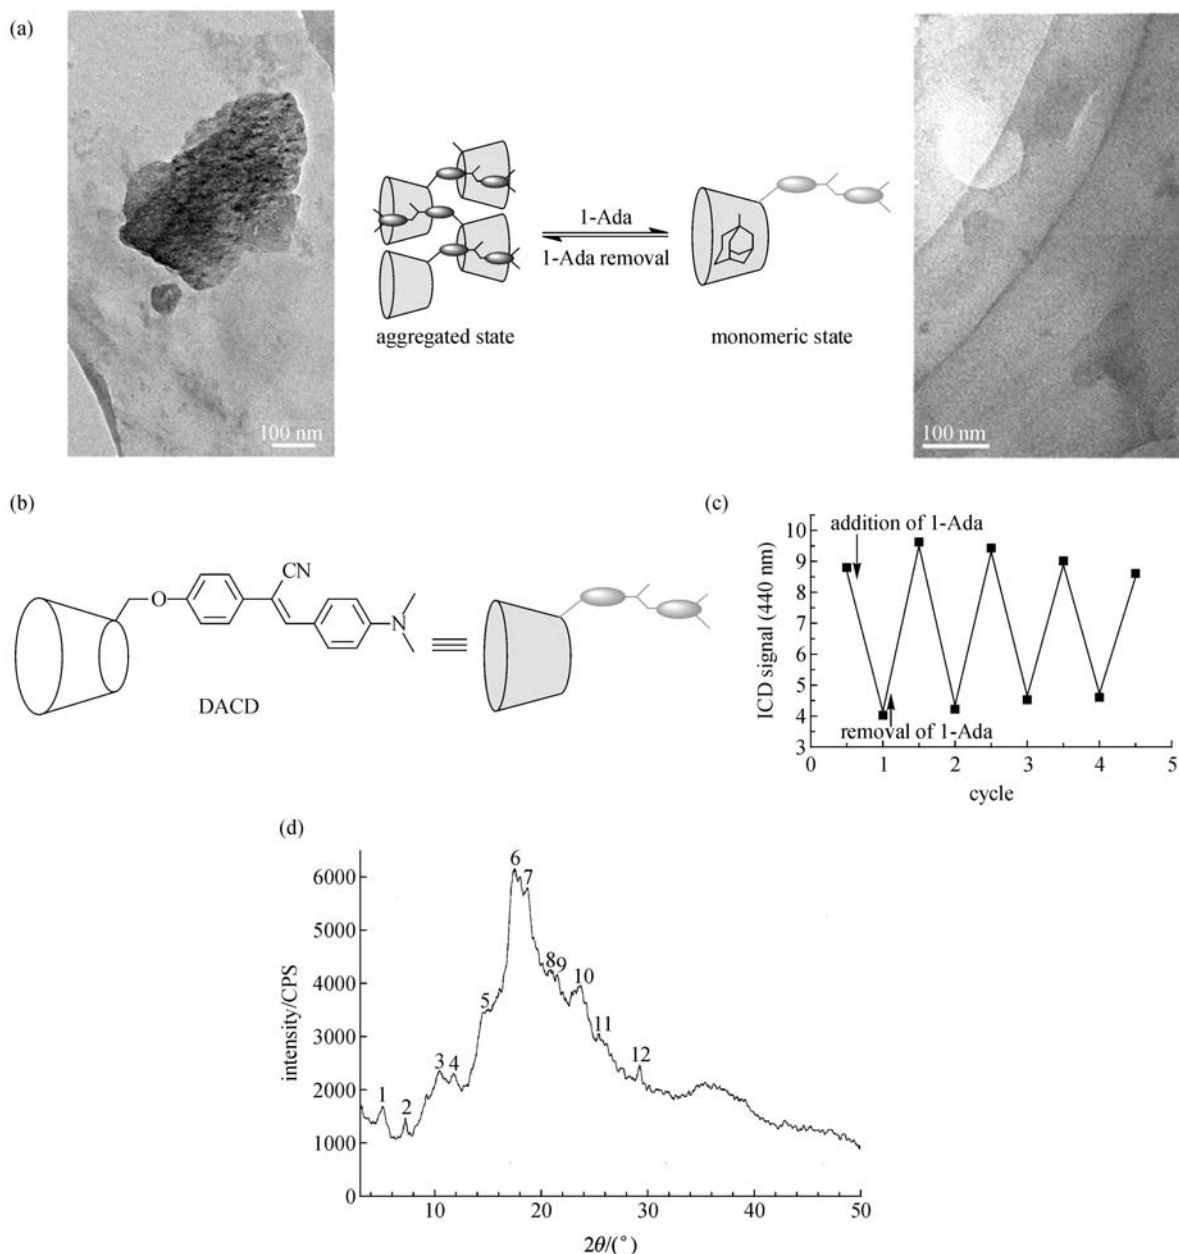 (a)
100 nm
1-Ada
1-Ada removal
aggregated state
monomeric state
100 nm
(b)
CN
O
N
DACD
(c)
ICD signal (440 nm)
10
9
8
7
6
5
4
3
addition of 1-Ada
removal of 1-Ada
0
1
2
3
4
5
cycle
(d)
intensity/CPS
6000
5000
4000
3000
2000
1000
0
1
2
3
4
5
6
7
8
9
10
11
12
10
20
30
40
50
2θ/(°)